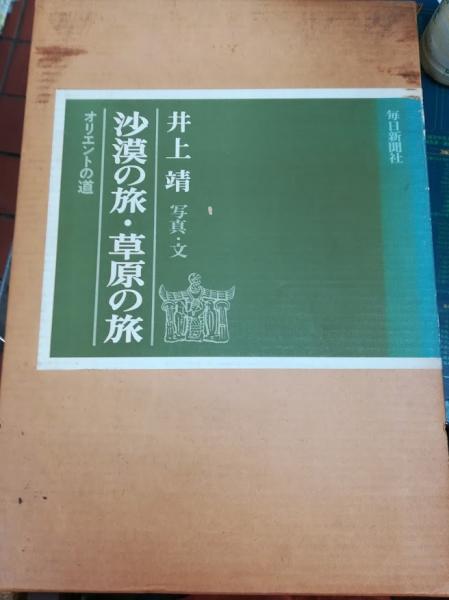 毎日新聞社
井上靖 写真・文
沙漠の旅・草原の旅
オリエントの道